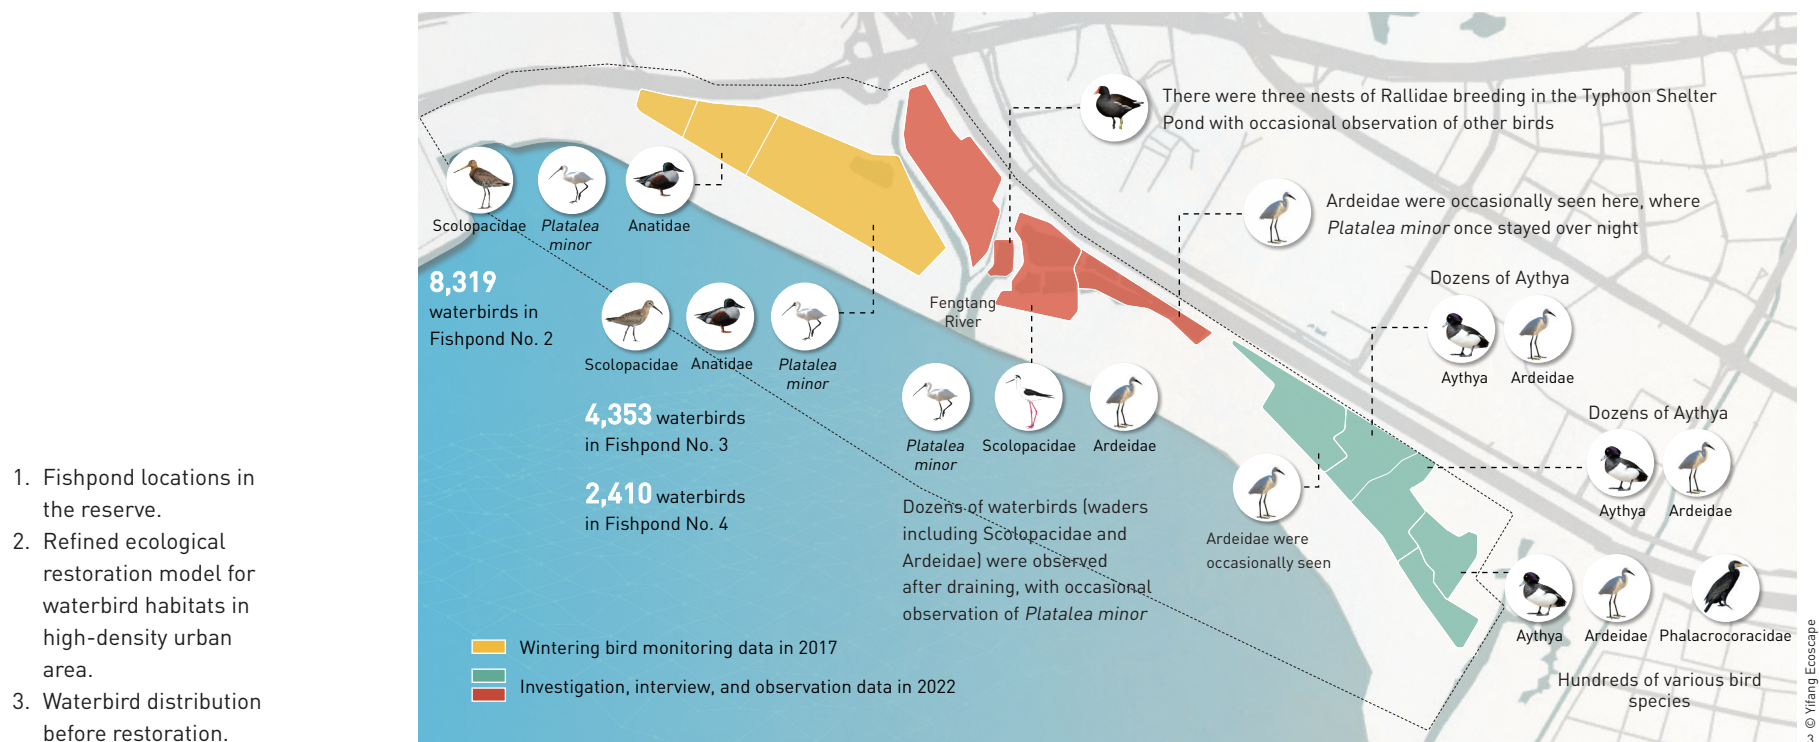 1. Fishpond locations in
the reserve.
2. Refined ecological
restoration model for
waterbird habitats in
high-density urban
area.
3. Waterbird distribution
before restoration.
There were three nests of Rallidae breeding in the Typhoon Shelter
Pond with occasional observation of other birds
Ardeidae were occasionally seen here, where
Platalea minor once stayed over night
Scolopacidae
Platalea
minor
Anatidae
8,319
waterbirds in
Fishpond No. 2
Scolopacidae
Anatidae
Platalea
minor
4,353 waterbirds
in Fishpond No. 3
2,410 waterbirds
in Fishpond No. 4
Fengtang
River
Platalea
minor
Scolopacidae
Ardeidae
Dozens of waterbirds (waders
including Scolopacidae and
Ardeidae) were observed
after draining, with occasional
observation of Platalea minor
Dozens of Aythya
Aythya
Ardeidae
Dozens of Aythya
Aythya
Ardeidae
Ardeidae were
occasionally seen
Aythya
Ardeidae
Phalacrocoracidae
Hundreds of various bird
species
Wintering bird monitoring data in 2017
Investigation, interview, and observation data in 2022
© Yifang Ecoscape
3